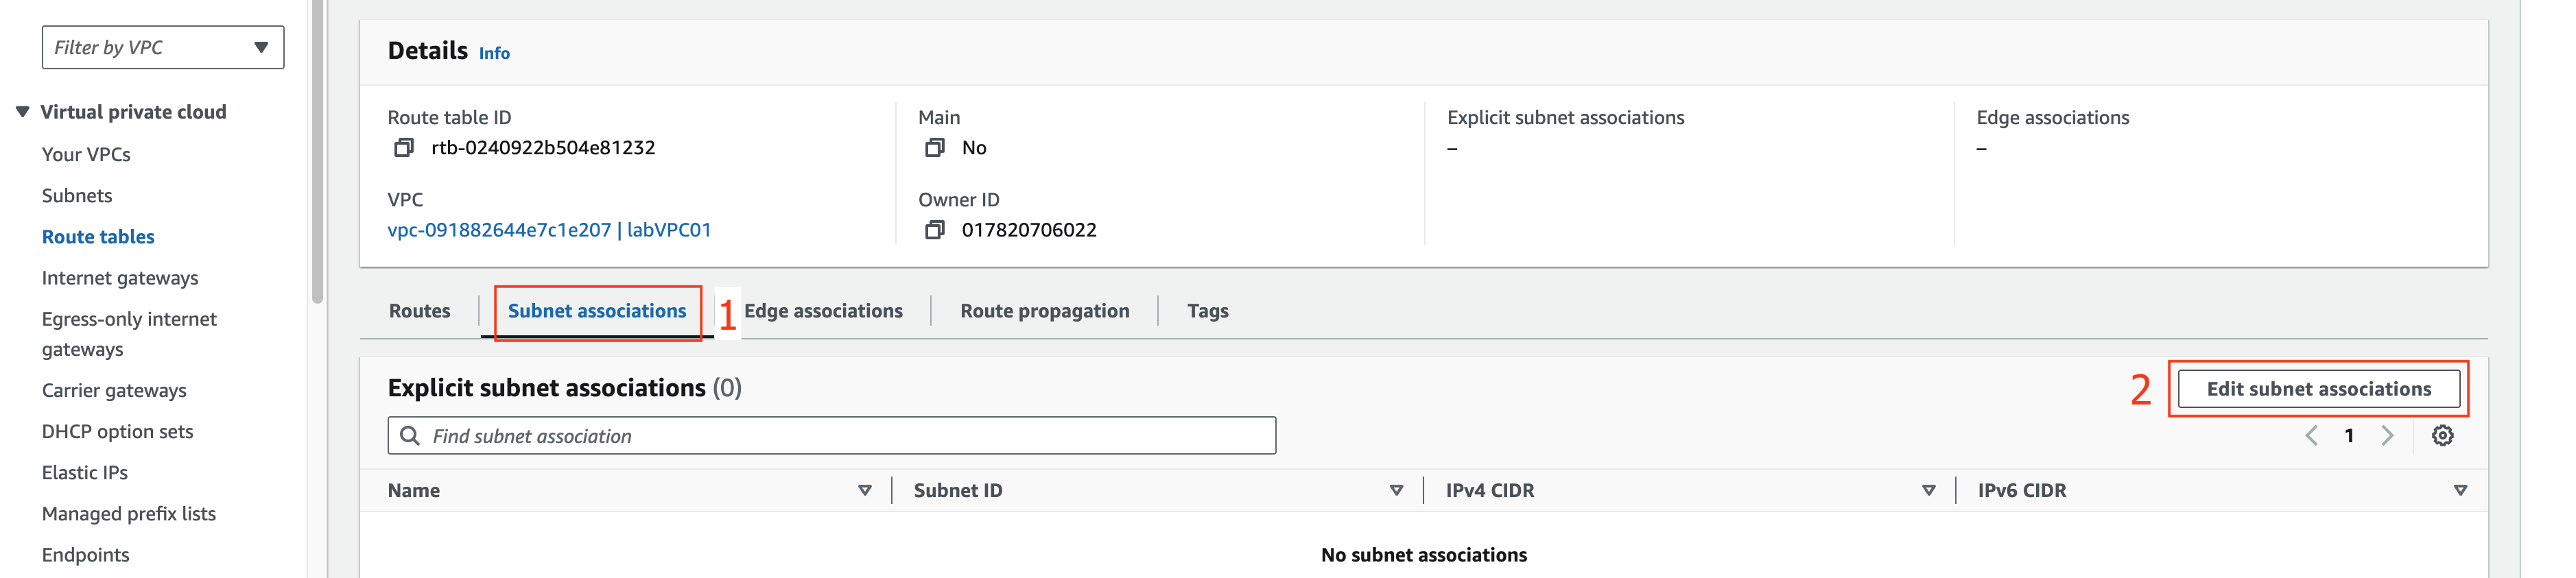 Filter by VPC
Virtual private cloud
Your VPCs
Subnets
Route tables
Internet gateways
Egress-only internet
gateways
Carrier gateways
DHCP option sets
Elastic IPs
Managed prefix lists
Endpoints
Details Info
Route table ID
rtb-0240922b504e81232
VPC
vpc-091882644e7c1e207 | labVPC01
Main
No
Owner ID
017820706022
Explicit subnet associations
–
Edge associations
–
Routes Subnet associations 1 Edge associations Route propagation Tags
Explicit subnet associations (0)
2 Edit subnet associations
Find subnet association
1
Name Subnet ID IPv4 CIDR IPv6 CIDR
No subnet associations